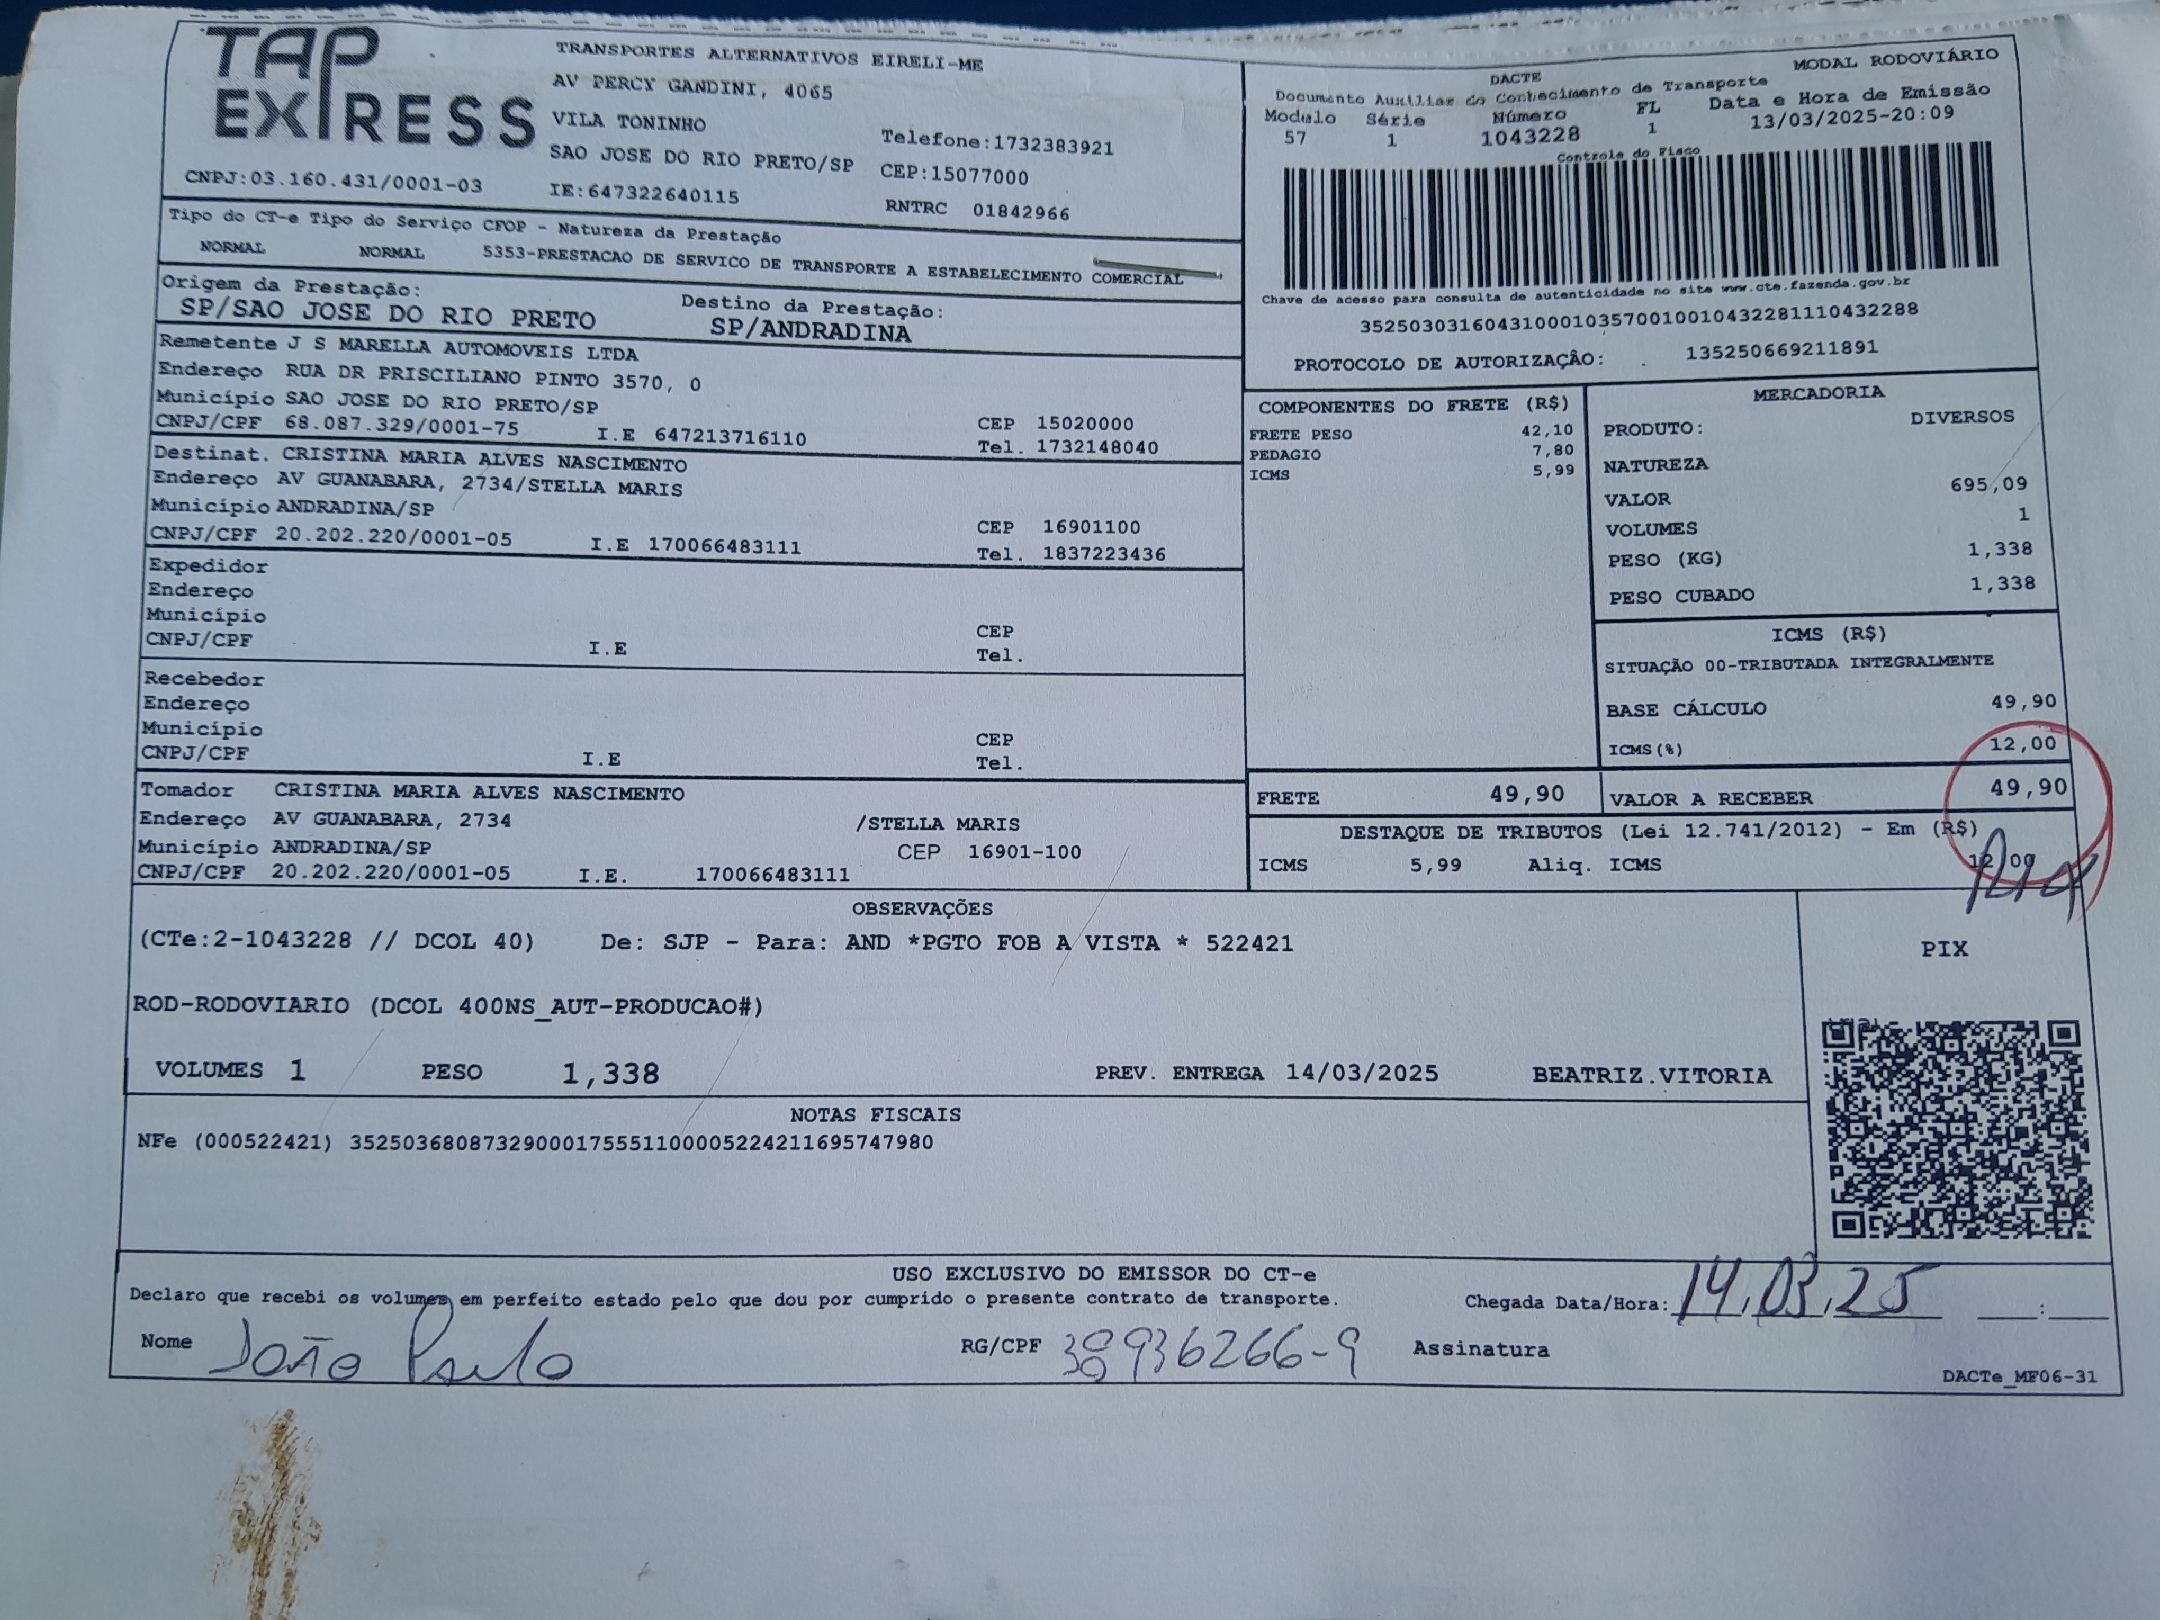 TAP EXPRESS
TRANSPORTES ALTERNATIVOS EIRELI-ME
AV PERCY GANDINI, 4065
VILA TONINHO
SAO JOSE DO RIO PRETO/SP
Telefone:1732383921
CEP:15077000
CNPJ:03.160.431/0001-03
IE:647322640115
RNTRC 01842966
MODAL RODOVIÁRIO
DACTE
Documento Auxiliar do Conhecimento de Transporte
Modulo Série Número FL Data e Hora de Emissão
57 1 1043228 1 13/03/2025-20:09
Controle do Fisco
Chave de acesso para consulta de autenticidade no site www.cte.fazenda.gov.br
35250303160431000103570010010432281110432288
PROTOCOLO DE AUTORIZAÇÃO: 135250669211891
Tipo do CT-e Tipo do Serviço CFOP - Natureza da Prestação
NORMAL NORMAL 5353-PRESTACAO DE SERVICO DE TRANSPORTE A ESTABELECIMENTO COMERCIAL
Origem da Prestação: Destino da Prestação:
SP/SAO JOSE DO RIO PRETO SP/ANDRADINA
Remetente J S MARELLA AUTOMOVEIS LTDA
Endereço RUA DR PRISCILIANO PINTO 3570, 0
Município SAO JOSE DO RIO PRETO/SP CEP 15020000
CNPJ/CPF 68.087.329/0001-75 I.E 647213716110 Tel. 1732148040
Destinat. CRISTINA MARIA ALVES NASCIMENTO
Endereço AV GUANABARA, 2734/STELLA MARIS
Município ANDRADINA/SP CEP 16901100
CNPJ/CPF 20.202.220/0001-05 I.E 170066483111 Tel. 1837223436
Expedidor
Endereço
Município CEP
CNPJ/CPF I.E Tel.
Recebedor
Endereço
Município CEP
CNPJ/CPF I.E Tel.
Tomador CRISTINA MARIA ALVES NASCIMENTO
Endereço AV GUANABARA, 2734 /STELLA MARIS
Município ANDRADINA/SP CEP 16901-100
CNPJ/CPF 20.202.220/0001-05 I.E. 170066483111
COMPONENTES DO FRETE (R$)
FRETE PESO 42,10
PEDAGIO 7,80
ICMS 5,99
MERCADORIA
PRODUTO: DIVERSOS
NATUREZA
VALOR 695,09
VOLUMES 1
PESO (KG) 1,338
PESO CUBADO 1,338
ICMS (R$)
SITUAÇÃO 00-TRIBUTADA INTEGRALMENTE
BASE CÁLCULO 49,90
ICMS(%) 12,00
FRETE 49,90 VALOR A RECEBER 49,90
DESTAQUE DE TRIBUTOS (Lei 12.741/2012) - Em (R$)
ICMS 5,99 Aliq. ICMS 12,00
OBSERVAÇÕES
(CTe:2-1043228 // DCOL 40) De: SJP - Para: AND *PGTO FOB A VISTA * 522421
ROD-RODOVIARIO (DCOL 400NS_AUT-PRODUCAO#)
PIX
VOLUMES 1 PESO 1,338 PREV. ENTREGA 14/03/2025 BEATRIZ.VITORIA
NOTAS FISCAIS
NFe (000522421) 35250368087329000175551100005224211695747980
USO EXCLUSIVO DO EMISSOR DO CT-e
Declaro que recebi os volumes em perfeito estado pelo que dou por cumprido o presente contrato de transporte. Chegada Data/Hora: 14.03.25 :
Nome João Paulo RG/CPF 38936266-9 Assinatura
DACTe_MF06-31